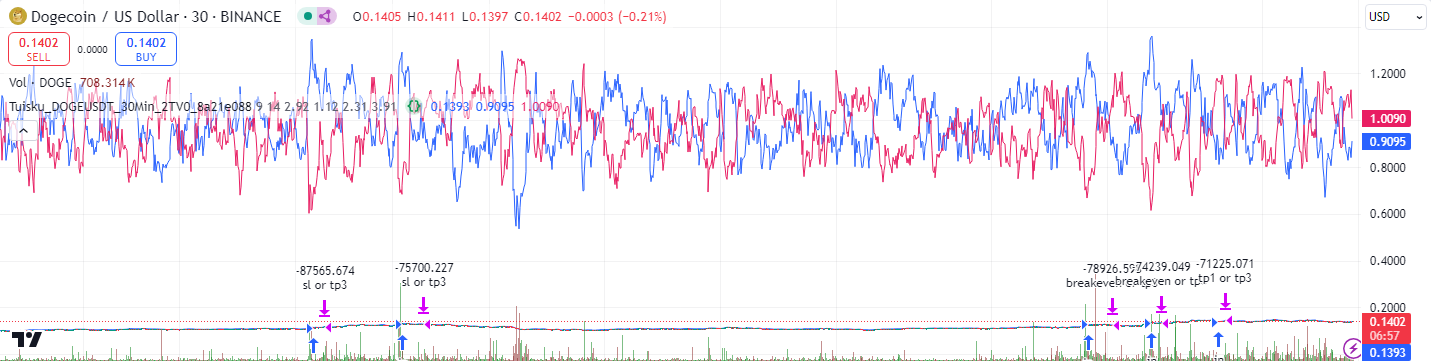 Dogecoin / US Dollar · 30 · BINANCE O0.1405 H0.1411 L0.1397 C0.1402 −0.0003 (−0.21%)
USD
0.1402
SELL
0.0000
0.1402
BUY
Vol · DOGE 708.314K
Tuisku_DOGEUSDT_30Min_2TV0_8a21e088 9 14 2.92 1.12 2.31 3.91 {} 0.1393 0.9095 1.0090
1.2000
1.0090
0.9095
0.8000
0.6000
0.4000
0.2000
0.1402
06:57
0.1393
-87565.674
sl or tp3
-75700.227
sl or tp3
-74239.049
breakeven or
-71225.071
tp1 or tp3